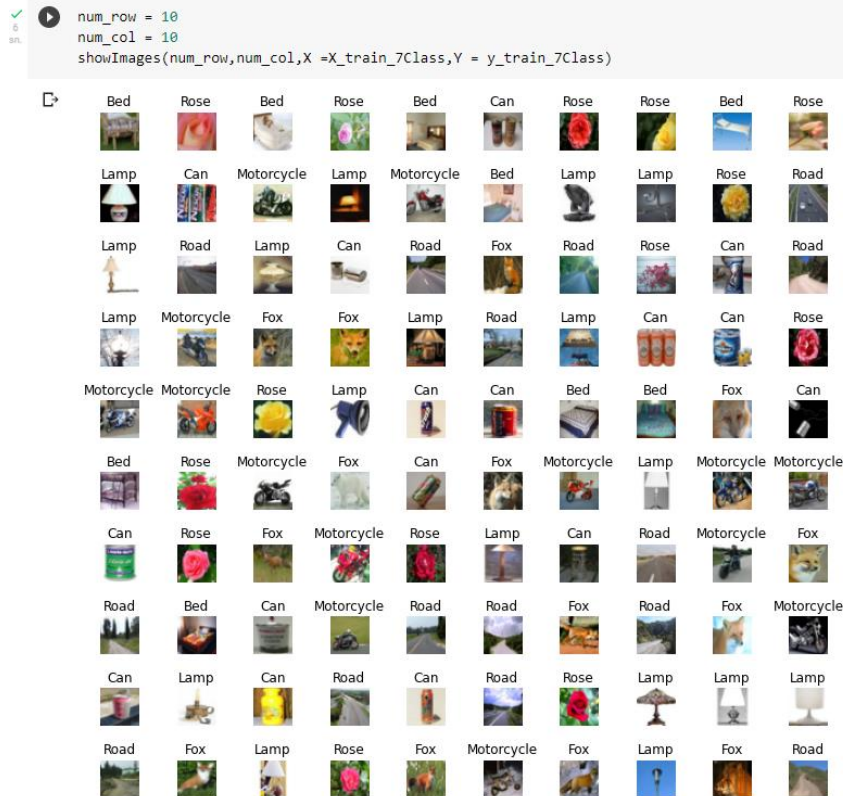 num_row = 10
num_col = 10
showImages(num_row,num_col,X =X_train_7Class,Y = y_train_7Class)
6
sn.
Bed Rose Bed Rose Bed Can Rose Rose Bed Rose
Lamp Can Motorcycle Lamp Motorcycle Bed Lamp Lamp Rose Road
Lamp Road Lamp Can Road Fox Road Rose Can Road
Lamp Motorcycle Fox Fox Lamp Road Lamp Can Can Rose
Motorcycle Motorcycle Rose Lamp Can Can Bed Bed Fox Can
Bed Rose Motorcycle Fox Can Fox Motorcycle Lamp Motorcycle Motorcycle
Can Rose Fox Motorcycle Rose Lamp Can Road Motorcycle Fox
Road Bed Can Motorcycle Road Road Fox Road Fox Motorcycle
Can Lamp Can Road Can Road Rose Lamp Lamp Lamp
Road Fox Lamp Rose Fox Motorcycle Fox Lamp Fox Road